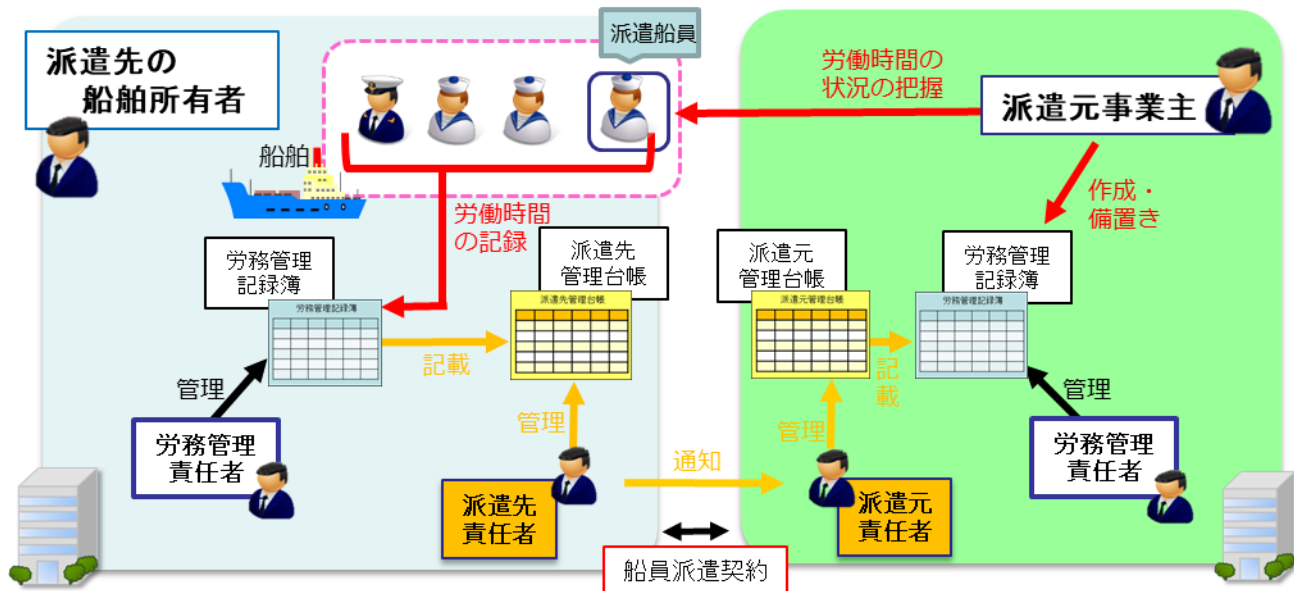 派遣先の
船舶所有者
派遣船員
船舶
労働時間の
状況の把握
派遣元事業主
作成・
備置き
労働時間
の記録
労務管理
記録簿
労務管理記録簿
派遣先
管理台帳
派遣先管理台帳
派遣元
管理台帳
派遣元管理台帳
労務管理
記録簿
労務管理記録簿
記載
記載
管理
管理
管理
管理
労務管理
責任者
派遣先
責任者
通知
派遣元
責任者
労務管理
責任者
船員派遣契約